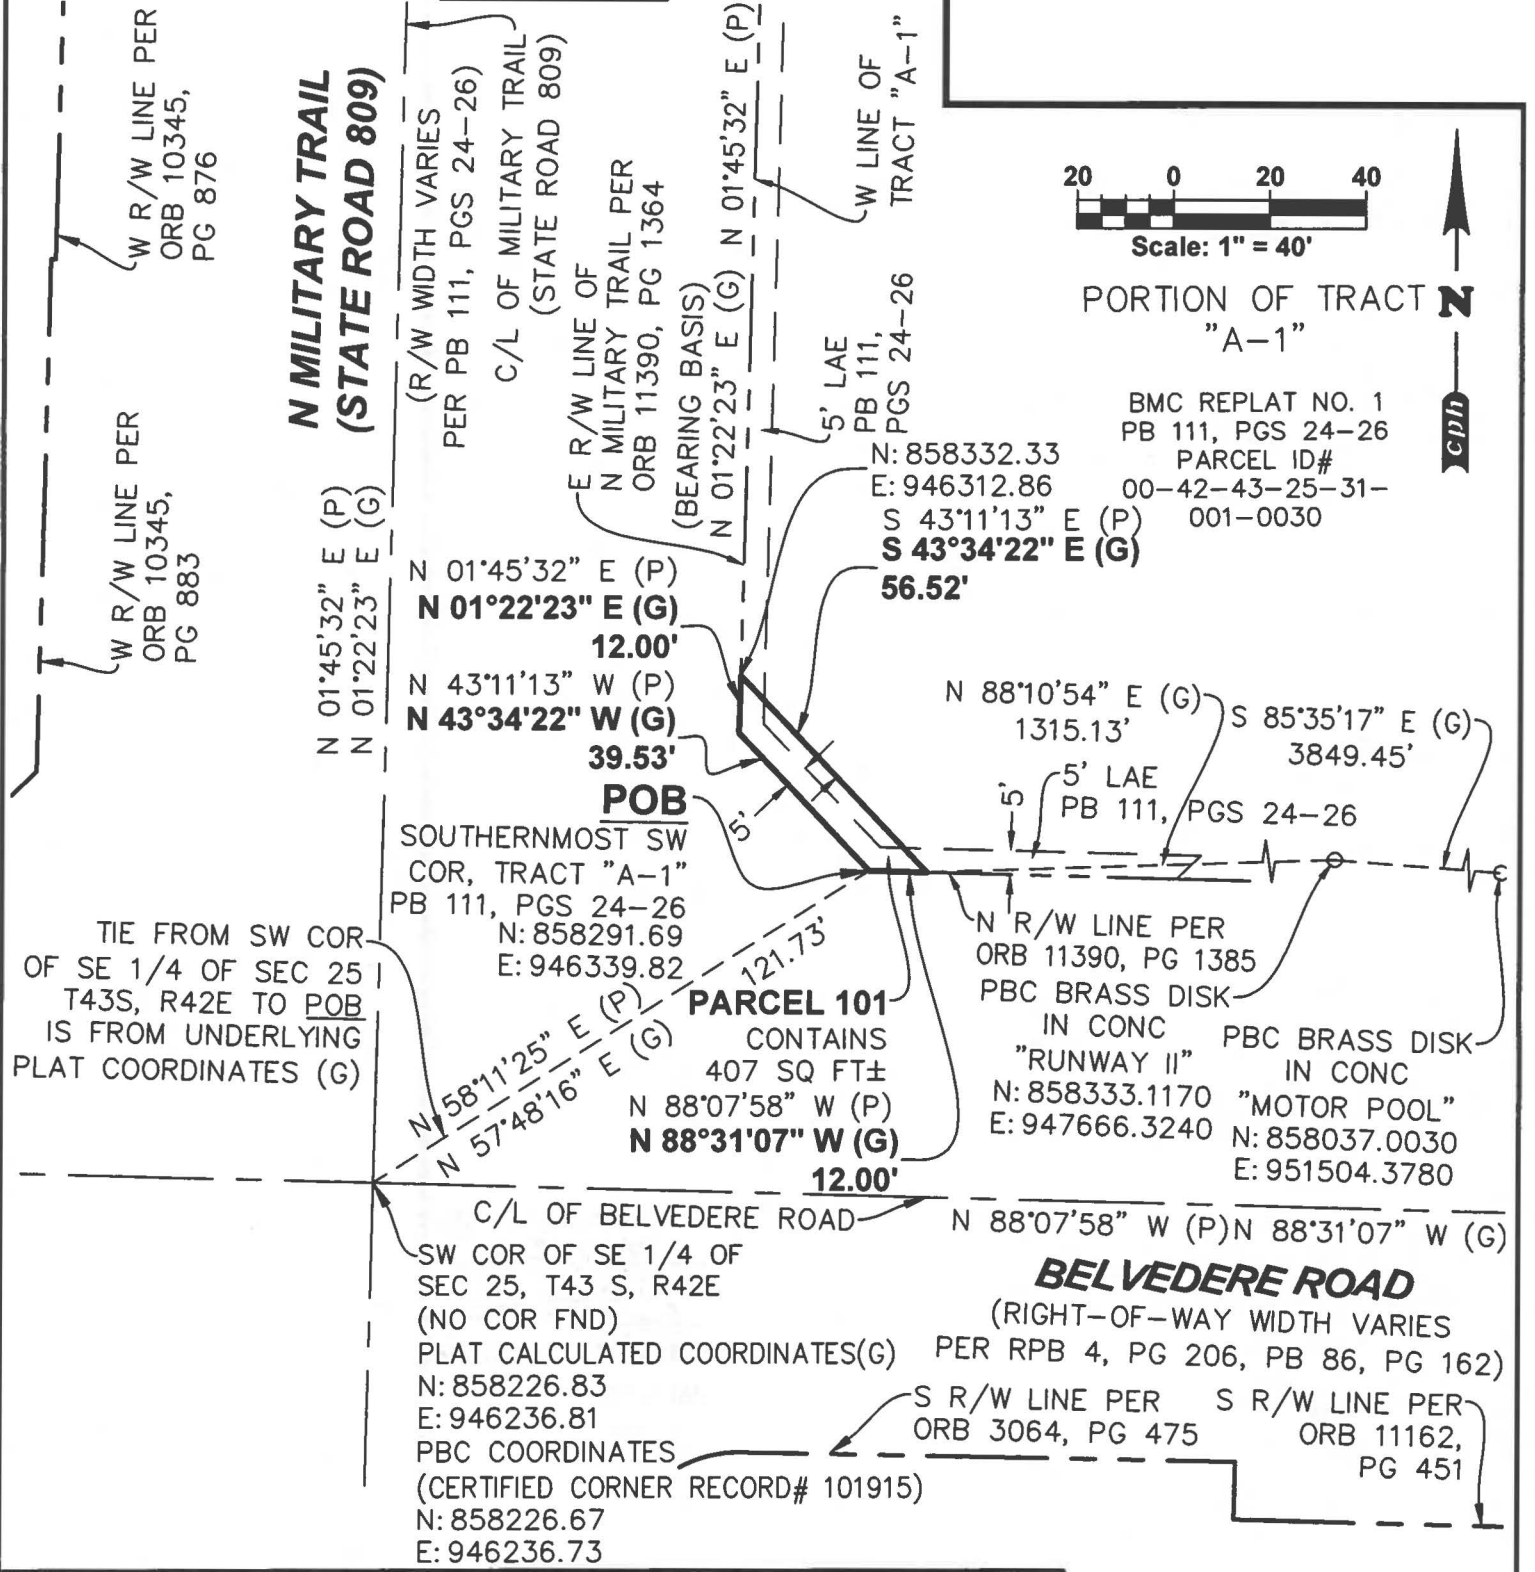 W R/W LINE PER
ORB 10345,
PG 876
N MILITARY TRAIL
(STATE ROAD 809)
(R/W WIDTH VARIES
PER PB 111, PGS 24-26)
C/L OF MILITARY TRAIL
(STATE ROAD 809)
E R/W LINE OF
N MILITARY TRAIL PER
ORB 11390, PG 1364
(BEARING BASIS)
N 01°22'23" E (G) N 01°45'32" E (P)
W LINE OF
TRACT "A-1"
5' LAE
PB 111,
PGS 24-26
20 0 20 40
Scale: 1" = 40'
N
cph
PORTION OF TRACT
"A-1"
BMC REPLAT NO. 1
PB 111, PGS 24-26
PARCEL ID#
00-42-43-25-31-
001-0030
W R/W LINE PER
ORB 10345,
PG 883
N 01°45'32" E (P)
N 01°22'23" E (G)
N: 858332.33
E: 946312.86
S 43°11'13" E (P)
S 43°34'22" E (G)
56.52'
N 01°45'32" E (P)
N 01°22'23" E (G)
12.00'
N 43°11'13" W (P)
N 43°34'22" W (G)
39.53'
POB
SOUTHERNMOST SW
COR, TRACT "A-1"
PB 111, PGS 24-26
N: 858291.69
E: 946339.82
5'
N 88°10'54" E (G)
1315.13'
S 85°35'17" E (G)
3849.45'
5'
5' LAE
PB 111, PGS 24-26
N R/W LINE PER
ORB 11390, PG 1385
PBC BRASS DISK
IN CONC
"RUNWAY II"
N: 858333.1170
E: 947666.3240
PBC BRASS DISK
IN CONC
"MOTOR POOL"
N: 858037.0030
E: 951504.3780
TIE FROM SW COR
OF SE 1/4 OF SEC 25
T43S, R42E TO POB
IS FROM UNDERLYING
PLAT COORDINATES (G)
121.73'
N 58°11'25" E (P)
N 57°48'16" E (G)
PARCEL 101
CONTAINS
407 SQ FT±
N 88°07'58" W (P)
N 88°31'07" W (G)
12.00'
C/L OF BELVEDERE ROAD
N 88°07'58" W (P) N 88°31'07" W (G)
BELVEDERE ROAD
(RIGHT-OF-WAY WIDTH VARIES
PER RPB 4, PG 206, PB 86, PG 162)
SW COR OF SE 1/4 OF
SEC 25, T43 S, R42E
(NO COR FND)
PLAT CALCULATED COORDINATES(G)
N: 858226.83
E: 946236.81
PBC COORDINATES
(CERTIFIED CORNER RECORD# 101915)
N: 858226.67
E: 946236.73
S R/W LINE PER
ORB 3064, PG 475
S R/W LINE PER
ORB 11162,
PG 451